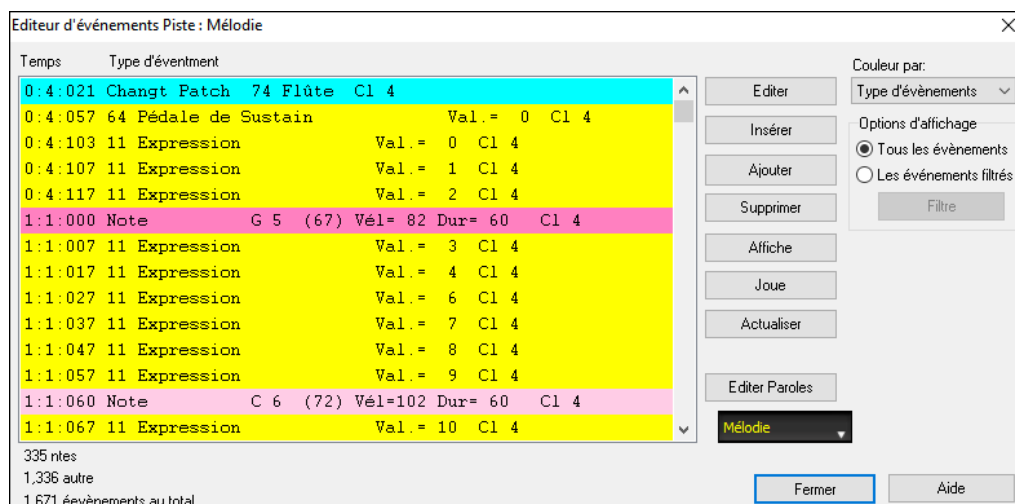 Editeur d'événements Piste : Mélodie
Temps Type d'éventment
0:4:021 Changt Patch 74 Flûte Cl 4
0:4:057 64 Pédale de Sustain Val.= 0 Cl 4
0:4:103 11 Expression Val.= 0 Cl 4
0:4:107 11 Expression Val.= 1 Cl 4
0:4:117 11 Expression Val.= 2 Cl 4
1:1:000 Note G 5 (67) Vél= 82 Dur= 60 Cl 4
1:1:007 11 Expression Val.= 3 Cl 4
1:1:017 11 Expression Val.= 4 Cl 4
1:1:027 11 Expression Val.= 6 Cl 4
1:1:037 11 Expression Val.= 7 Cl 4
1:1:047 11 Expression Val.= 8 Cl 4
1:1:057 11 Expression Val.= 9 Cl 4
1:1:060 Note C 6 (72) Vél=102 Dur= 60 Cl 4
1:1:067 11 Expression Val.= 10 Cl 4
335 ntes
1,336 autre
1,671 éevènements au total
Editer
Insérer
Ajouter
Supprimer
Affiche
Joue
Actualiser
Editer Paroles
Mélodie
Couleur par:
Type d'évènements
Options d'affichage
Tous les évènements
Les événements filtrés
Filtre
Fermer
Aide